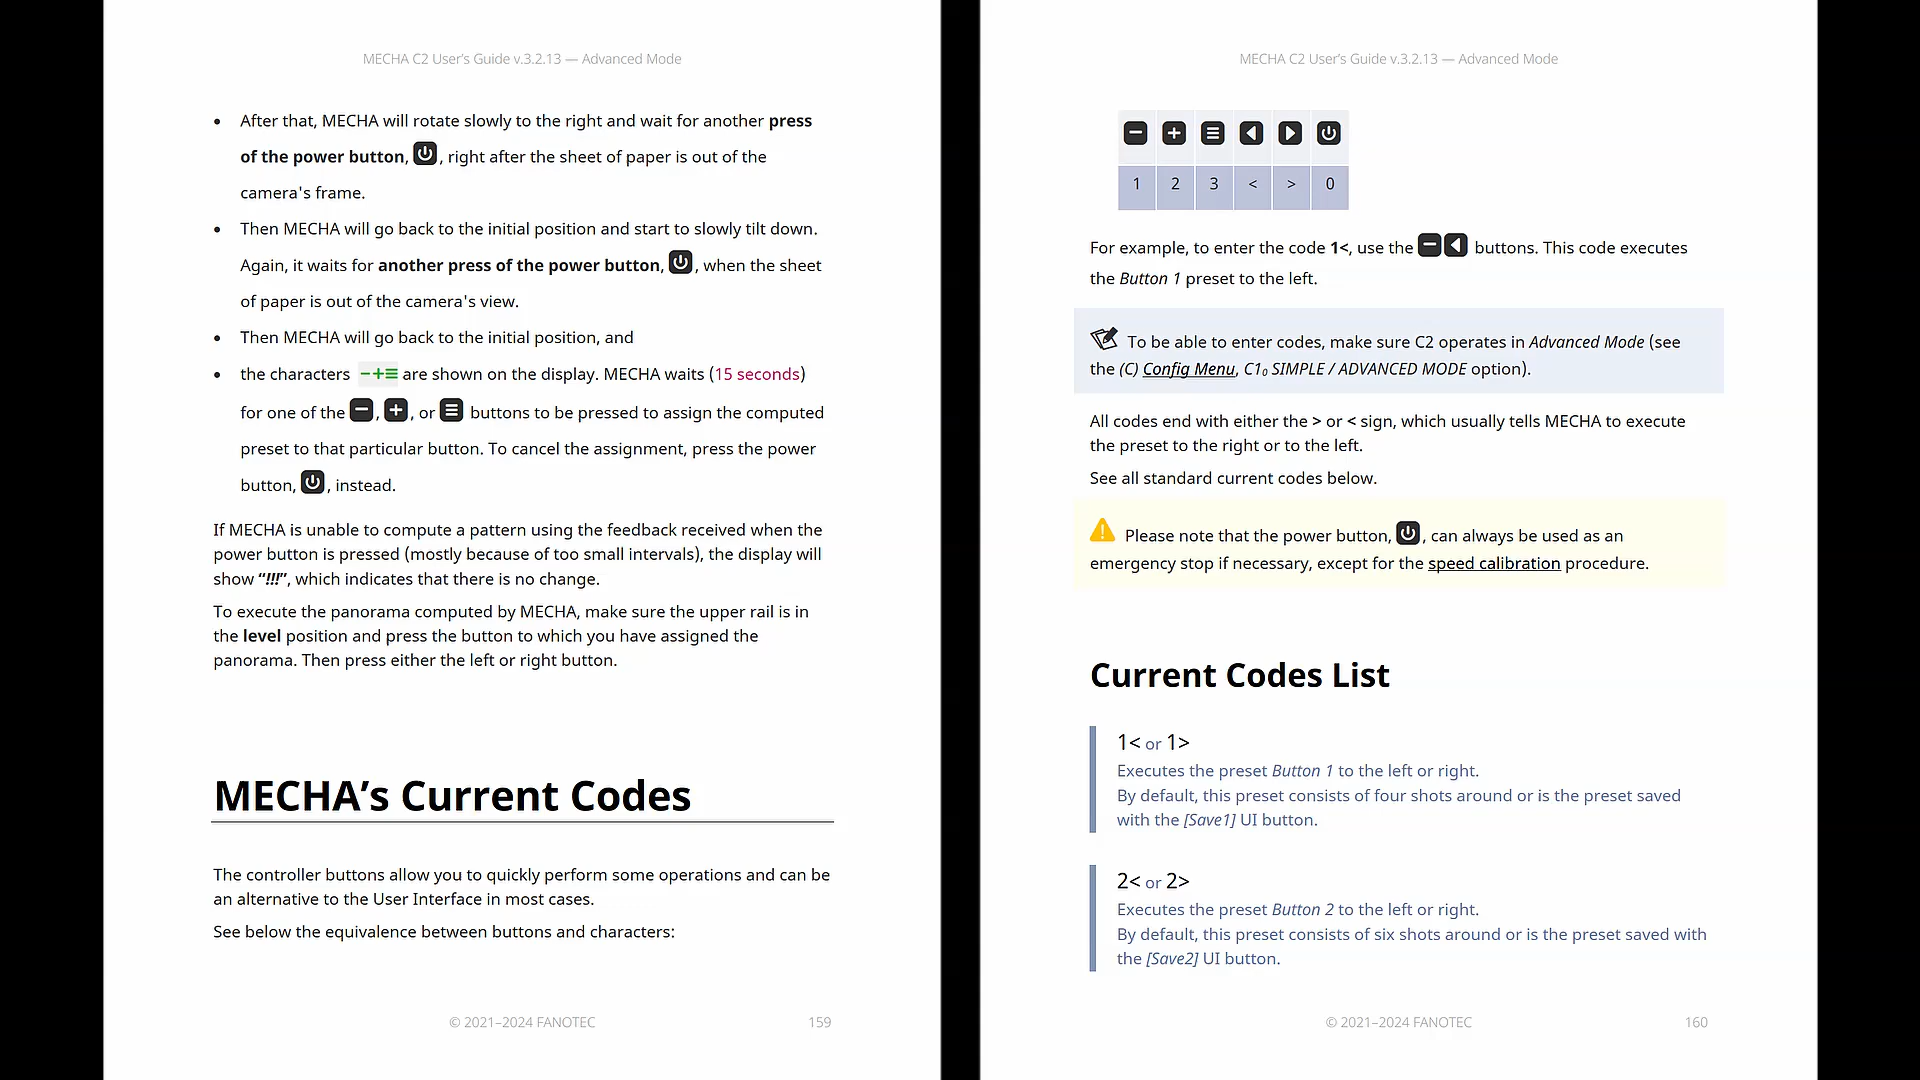 MECHA C2 User's Guide v.3.2.13 — Advanced Mode
• After that, MECHA will rotate slowly to the right and wait for another press
of the power button, , right after the sheet of paper is out of the
camera's frame.
• Then MECHA will go back to the initial position and start to slowly tilt down.
Again, it waits for another press of the power button, , when the sheet
of paper is out of the camera's view.
• Then MECHA will go back to the initial position, and
• the characters −+≡ are shown on the display. MECHA waits (15 seconds)
for one of the −, +, or ≡ buttons to be pressed to assign the computed
preset to that particular button. To cancel the assignment, press the power
button, , instead.
If MECHA is unable to compute a pattern using the feedback received when the
power button is pressed (mostly because of too small intervals), the display will
show “!!!”, which indicates that there is no change.
To execute the panorama computed by MECHA, make sure the upper rail is in
the level position and press the button to which you have assigned the
panorama. Then press either the left or right button.
MECHA’s Current Codes
The controller buttons allow you to quickly perform some operations and can be
an alternative to the User Interface in most cases.
See below the equivalence between buttons and characters:
© 2021–2024 FANOTEC 159
MECHA C2 User's Guide v.3.2.13 — Advanced Mode
− + ≡ ◀ ▶ ⏻
1 2 3 < > 0
For example, to enter the code 1<, use the − ◀ buttons. This code executes
the Button 1 preset to the left.
To be able to enter codes, make sure C2 operates in Advanced Mode (see
the (C) Config Menu, C1₀ SIMPLE / ADVANCED MODE option).
All codes end with either the > or < sign, which usually tells MECHA to execute
the preset to the right or to the left.
See all standard current codes below.
Please note that the power button, , can always be used as an
emergency stop if necessary, except for the speed calibration procedure.
Current Codes List
1< or 1>
Executes the preset Button 1 to the left or right.
By default, this preset consists of four shots around or is the preset saved
with the [Save1] UI button.
2< or 2>
Executes the preset Button 2 to the left or right.
By default, this preset consists of six shots around or is the preset saved with
the [Save2] UI button.
© 2021–2024 FANOTEC 160